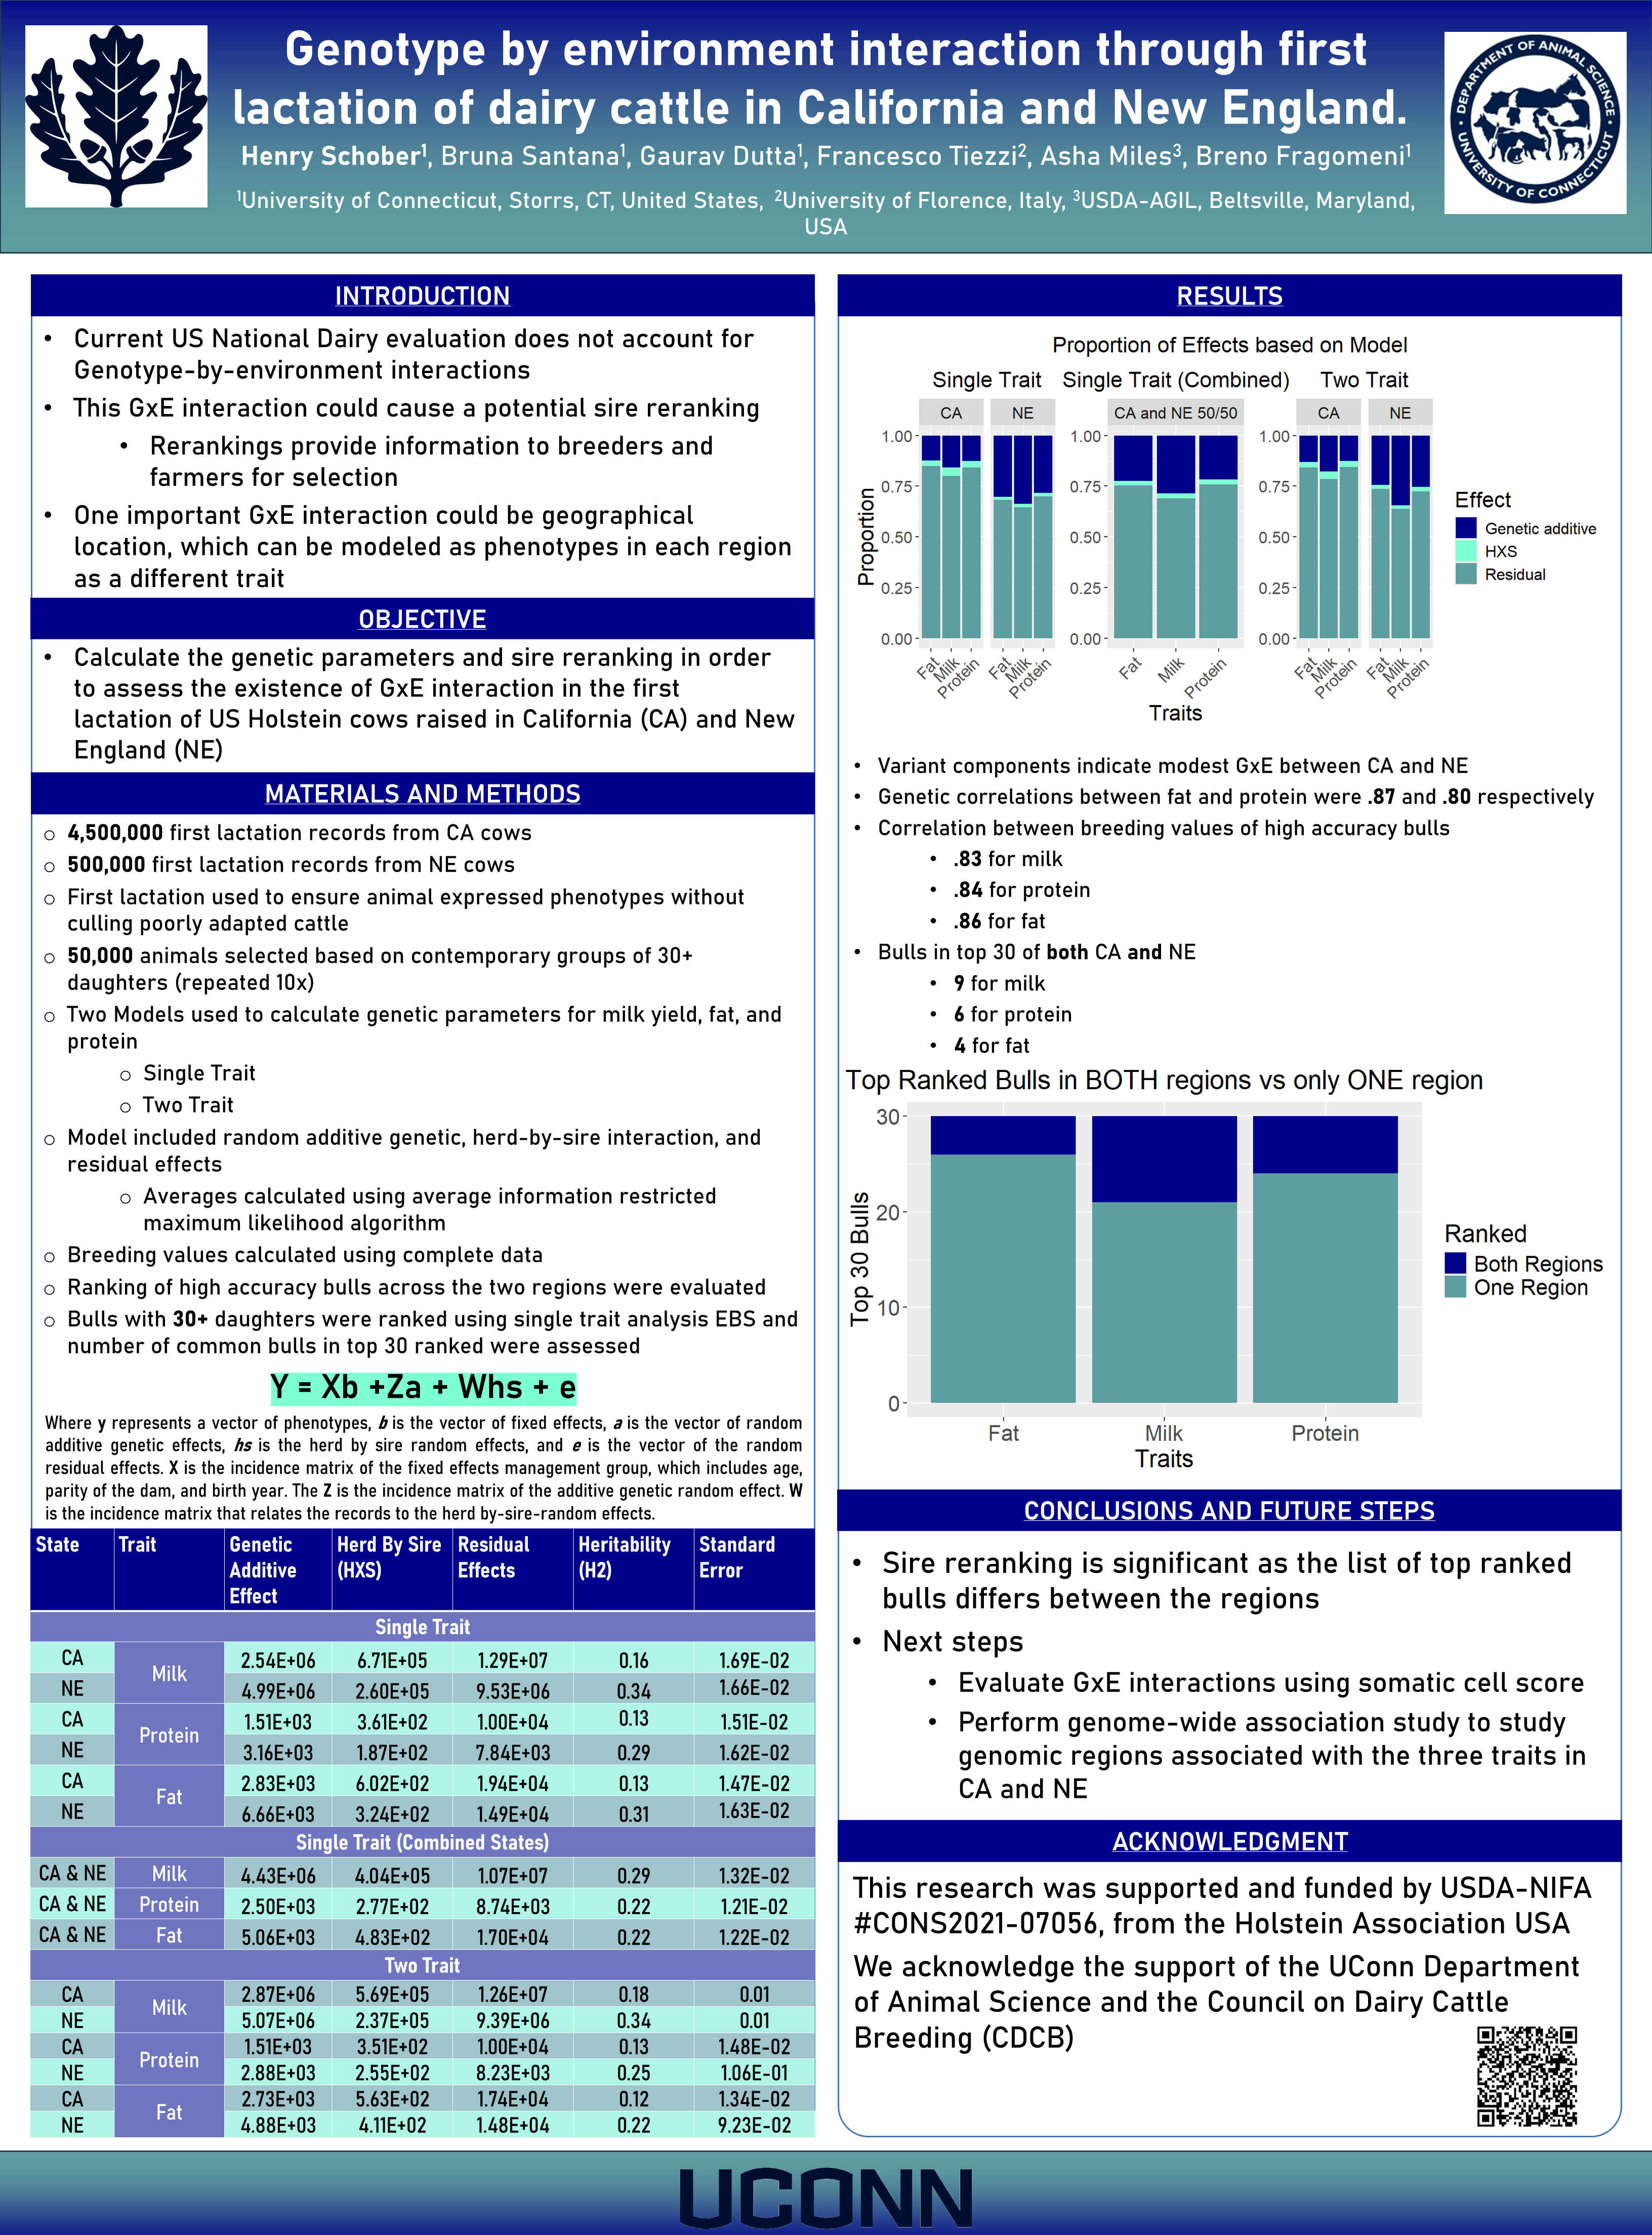 Genotype by environment interaction through first
lactation of dairy cattle in California and New England.
Henry Schober¹, Bruna Santana¹, Gaurav Dutta¹, Francesco Tiezzi², Asha Miles³, Breno Fragomeni¹
¹University of Connecticut, Storrs, CT, United States, ²University of Florence, Italy, ³USDA-AGIL, Beltsville, Maryland,
USA
• DEPARTMENT OF ANIMAL SCIENCE •
UNIVERSITY OF CONNECTICUT
INTRODUCTION
• Current US National Dairy evaluation does not account for
Genotype-by-environment interactions
• This GxE interaction could cause a potential sire reranking
• Rerankings provide information to breeders and
farmers for selection
• One important GxE interaction could be geographical
location, which can be modeled as phenotypes in each region
as a different trait
OBJECTIVE
• Calculate the genetic parameters and sire reranking in order
to assess the existence of GxE interaction in the first
lactation of US Holstein cows raised in California (CA) and New
England (NE)
MATERIALS AND METHODS
o 4,500,000 first lactation records from CA cows
o 500,000 first lactation records from NE cows
o First lactation used to ensure animal expressed phenotypes without
culling poorly adapted cattle
o 50,000 animals selected based on contemporary groups of 30+
daughters (repeated 10x)
o Two Models used to calculate genetic parameters for milk yield, fat, and
protein
o Single Trait
o Two Trait
o Model included random additive genetic, herd-by-sire interaction, and
residual effects
o Averages calculated using average information restricted
maximum likelihood algorithm
o Breeding values calculated using complete data
o Ranking of high accuracy bulls across the two regions were evaluated
o Bulls with 30+ daughters were ranked using single trait analysis EBS and
number of common bulls in top 30 ranked were assessed
Y = Xb +Za + Whs + e
Where y represents a vector of phenotypes, b is the vector of fixed effects, a is the vector of random
additive genetic effects, hs is the herd by sire random effects, and e is the vector of the random
residual effects. X is the incidence matrix of the fixed effects management group, which includes age,
parity of the dam, and birth year. The Z is the incidence matrix of the additive genetic random effect. W
is the incidence matrix that relates the records to the herd by-sire-random effects.
State Trait Genetic Additive Effect Herd By Sire (HXS) Residual Effects Heritability (H2) Standard Error
Single Trait
CA Milk 2.54E+06 6.71E+05 1.29E+07 0.16 1.69E-02
NE 4.99E+06 2.60E+05 9.53E+06 0.34 1.66E-02
CA Protein 1.51E+03 3.61E+02 1.00E+04 0.13 1.51E-02
NE 3.16E+03 1.87E+02 7.84E+03 0.29 1.62E-02
CA Fat 2.83E+03 6.02E+02 1.94E+04 0.13 1.47E-02
NE 6.66E+03 3.24E+02 1.49E+04 0.31 1.63E-02
Single Trait (Combined States)
CA & NE Milk 4.43E+06 4.04E+05 1.07E+07 0.29 1.32E-02
CA & NE Protein 2.50E+03 2.77E+02 8.74E+03 0.22 1.21E-02
CA & NE Fat 5.06E+03 4.83E+02 1.70E+04 0.22 1.22E-02
Two Trait
CA Milk 2.87E+06 5.69E+05 1.26E+07 0.18 0.01
NE 5.07E+06 2.37E+05 9.39E+06 0.34 0.01
CA Protein 1.51E+03 3.51E+02 1.00E+04 0.13 1.48E-02
NE 2.88E+03 2.55E+02 8.23E+03 0.25 1.06E-01
CA Fat 2.73E+03 5.63E+02 1.74E+04 0.12 1.34E-02
NE 4.88E+03 4.11E+02 1.48E+04 0.22 9.23E-02
RESULTS
Proportion of Effects based on Model
Single Trait Single Trait (Combined) Two Trait
CA NE CA and NE 50/50 CA NE
1.00 1.00 1.00
0.75 0.75 0.75
0.50 0.50 0.50
0.25 0.25 0.25
0.00 0.00 0.00
Proportion
Fat Milk Protein Fat Milk Protein Fat Milk Protein Fat Milk Protein Fat Milk Protein
Traits
Effect
Genetic additive
HXS
Residual
• Variant components indicate modest GxE between CA and NE
• Genetic correlations between fat and protein were .87 and .80 respectively
• Correlation between breeding values of high accuracy bulls
• .83 for milk
• .84 for protein
• .86 for fat
• Bulls in top 30 of both CA and NE
• 9 for milk
• 6 for protein
• 4 for fat
Top Ranked Bulls in BOTH regions vs only ONE region
30
20
10
0
Top 30 Bulls
Fat Milk Protein
Traits
Ranked
Both Regions
One Region
CONCLUSIONS AND FUTURE STEPS
• Sire reranking is significant as the list of top ranked
bulls differs between the regions
• Next steps
• Evaluate GxE interactions using somatic cell score
• Perform genome-wide association study to study
genomic regions associated with the three traits in
CA and NE
ACKNOWLEDGMENT
This research was supported and funded by USDA-NIFA
#CONS2021-07056, from the Holstein Association USA
We acknowledge the support of the UConn Department
of Animal Science and the Council on Dairy Cattle
Breeding (CDCB)
UCONN